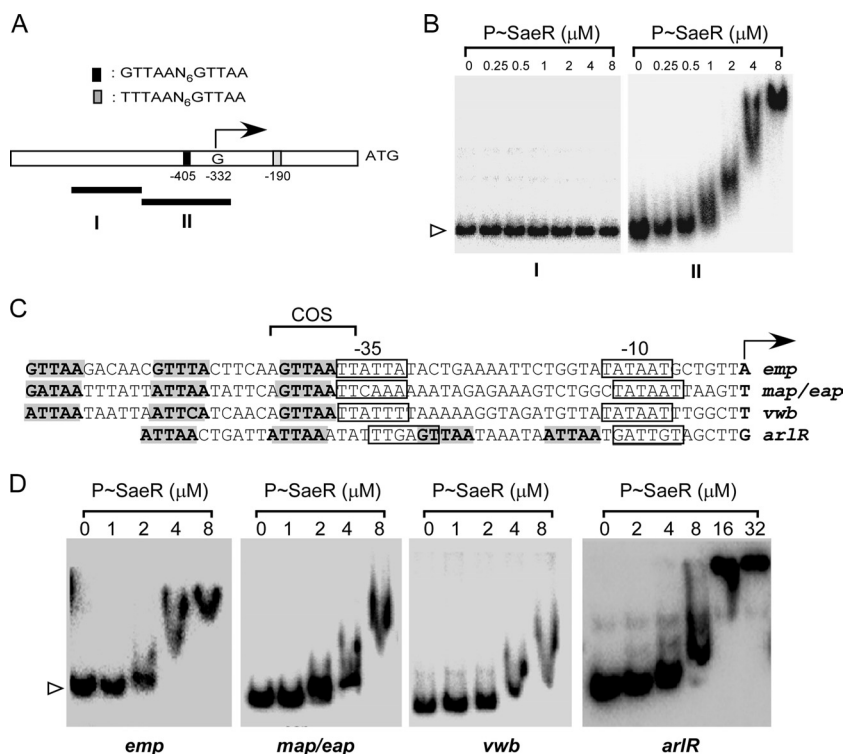 A
: GTTAAN6GTTAA
: TTTAAN6GTTAA
G
ATG
-405
-332
-190
I
II
B
P~SaeR (μM)
P~SaeR (μM)
0 0.25 0.5 1 2 4 8
0 0.25 0.5 1 2 4 8
I
II
C
COS
-35
-10
GTTAAGACAACGTTTACTTCAAGTTAATTATTATACTGAAAATTCTGGTATATAATGCTGTTA emp
GATAATTTATTATTAATATTCAGTTAATTCAAAAATAGAGAAAGTCTGGCTATAATTAAGTT map/eap
ATTAATAATTAATTCATCAACAGTTAATTATTTTAAAAAGGTAGATGTTATATAATTGGCTT vwb
ATTAACTGATTATTAAATATTTGAGTTAATAAATAATTAAGATTGTAGCTTG arlR
D
P~SaeR (μM)
P~SaeR (μM)
P~SaeR (μM)
P~SaeR (μM)
0 1 2 4 8
0 1 2 4 8
0 1 2 4 8
0 2 4 8 16 32
emp
map/eap
vwb
arlR